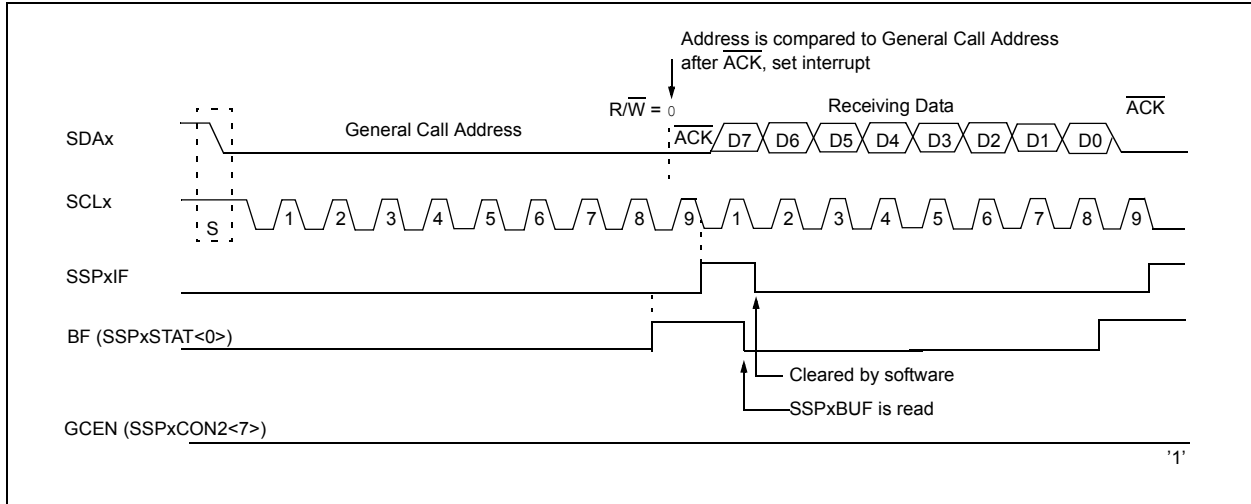 Address is compared to General Call Address
after ACK, set interrupt
R/W = 0
Receiving Data
ACK
SDAx
General Call Address
ACK D7 D6 D5 D4 D3 D2 D1 D0
SCLx
S
1 2 3 4 5 6 7 8 9 1 2 3 4 5 6 7 8 9
SSPxIF
BF (SSPxSTAT<0>)
Cleared by software
SSPxBUF is read
GCEN (SSPxCON2<7>)
'1'